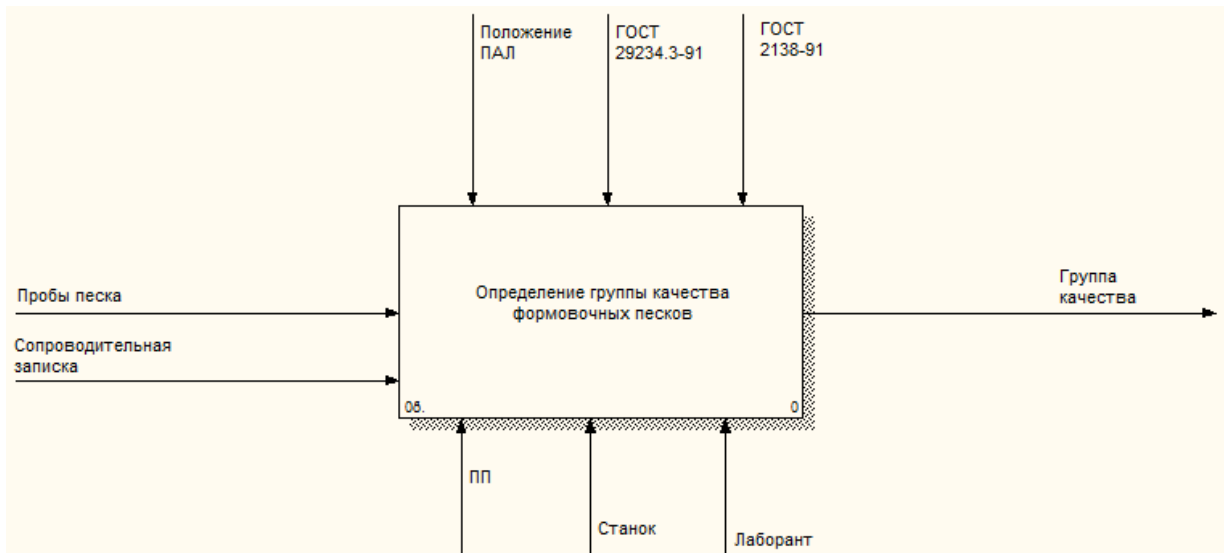 Положение
ПАЛ
ГОСТ
29234.3-91
ГОСТ
2138-91
Пробы песка
Сопроводительная
записка
Определение группы качества
формовочных песков
0б.
0
Группа
качества
ПП
Станок
Лаборант